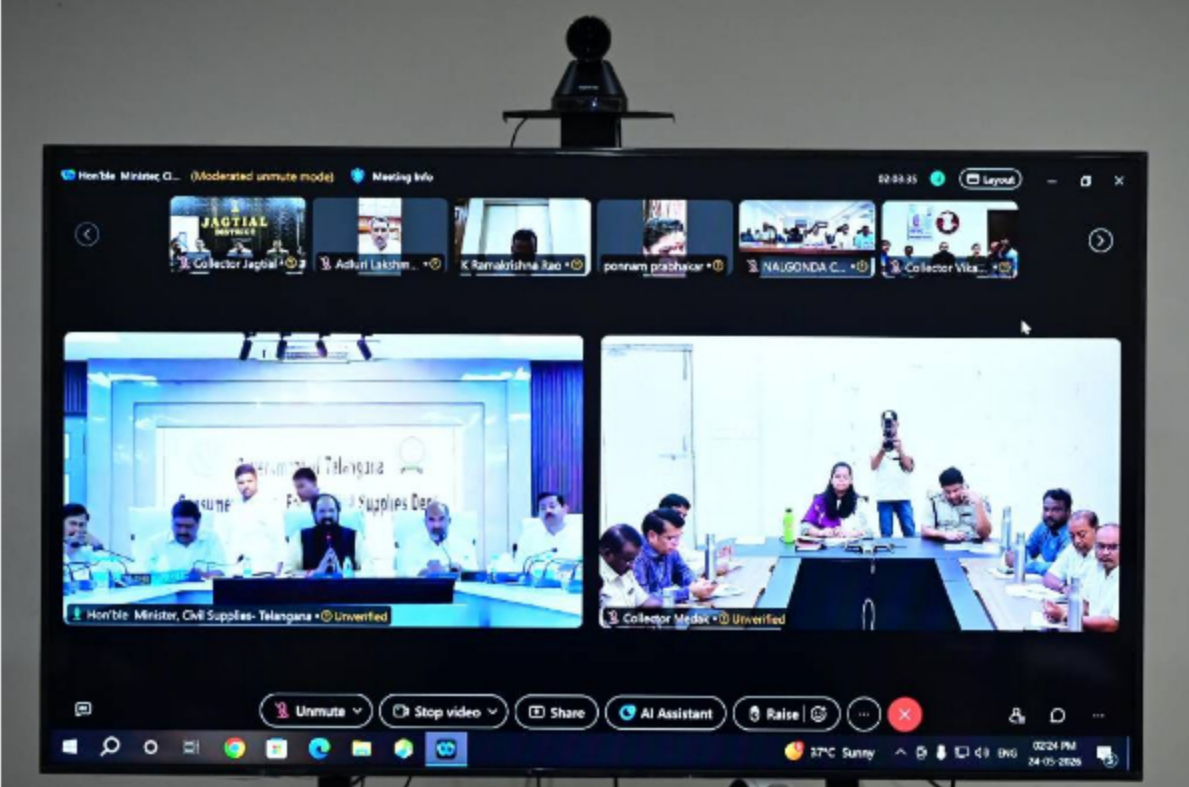 Hon'ble Minister, Ci... (Moderated unmute mode) Meeting Info
02:03:35 Layout
JAGTIAL
DISTRICT
Collector Jagtial
Adluri Lakshm...
K Ramakrishna Rao
ponnam prabhakar
NALGONDA C...
Collector Vika...
Government of Telangana
Supplies
Hon'ble Minister, Civil Supplies- Telangana • Unverified
Collector Medak • Unverified
Unmute
Stop video
Share
AI Assistant
Raise
37°C Sunny
ENG
02:24 PM
24-05-2026